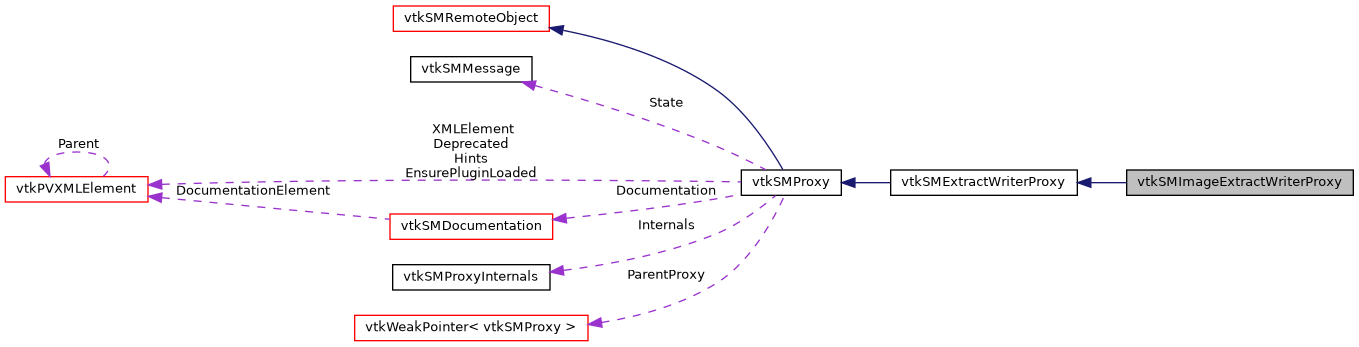 vtkSMRemoteObject
vtkSMMessage
State
XMLElement
Deprecated
Hints
EnsurePluginLoaded
Parent
vtkPVXMLElement
DocumentationElement
Documentation
vtkSMProxy
vtkSMExtractWriterProxy
vtkSMImageExtractWriterProxy
vtkSMDocumentation
Internals
vtkSMProxyInternals
ParentProxy
vtkWeakPointer< vtkSMProxy >